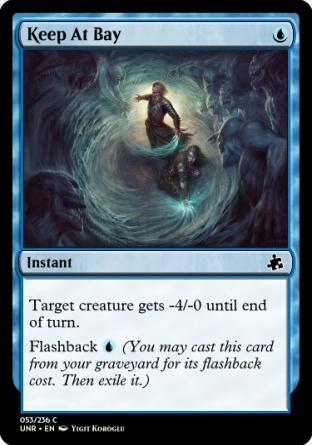 Keep At Bay
Instant
Target creature gets -4/-0 until end
of turn.
Flashback (You may cast this card
from your graveyard for its flashback
cost. Then exile it.)
053/236 C
UNR • EN Yigit Koroglu